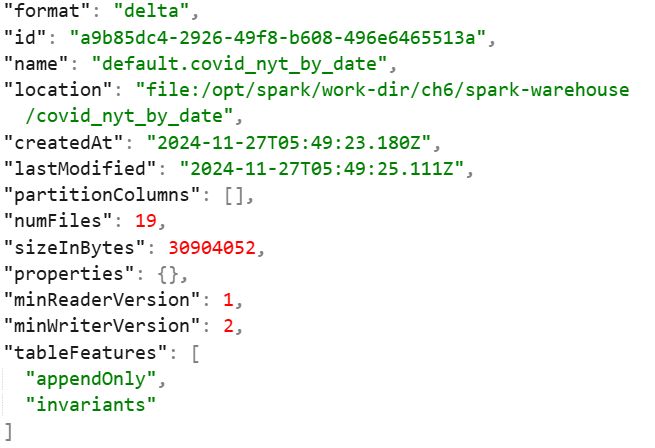 "format": "delta",
"id": "a9b85dc4-2926-49f8-b608-496e6465513a",
"name": "default.covid_nyt_by_date",
"location": "file:/opt/spark/work-dir/ch6/spark-warehouse
/covid_nyt_by_date",
"createdAt": "2024-11-27T05:49:23.180Z",
"lastModified": "2024-11-27T05:49:25.111Z",
"partitionColumns": [],
"numFiles": 19,
"sizeInBytes": 30904052,
"properties": {},
"minReaderVersion": 1,
"minWriterVersion": 2,
"tableFeatures": [
"appendOnly",
"invariants"
]